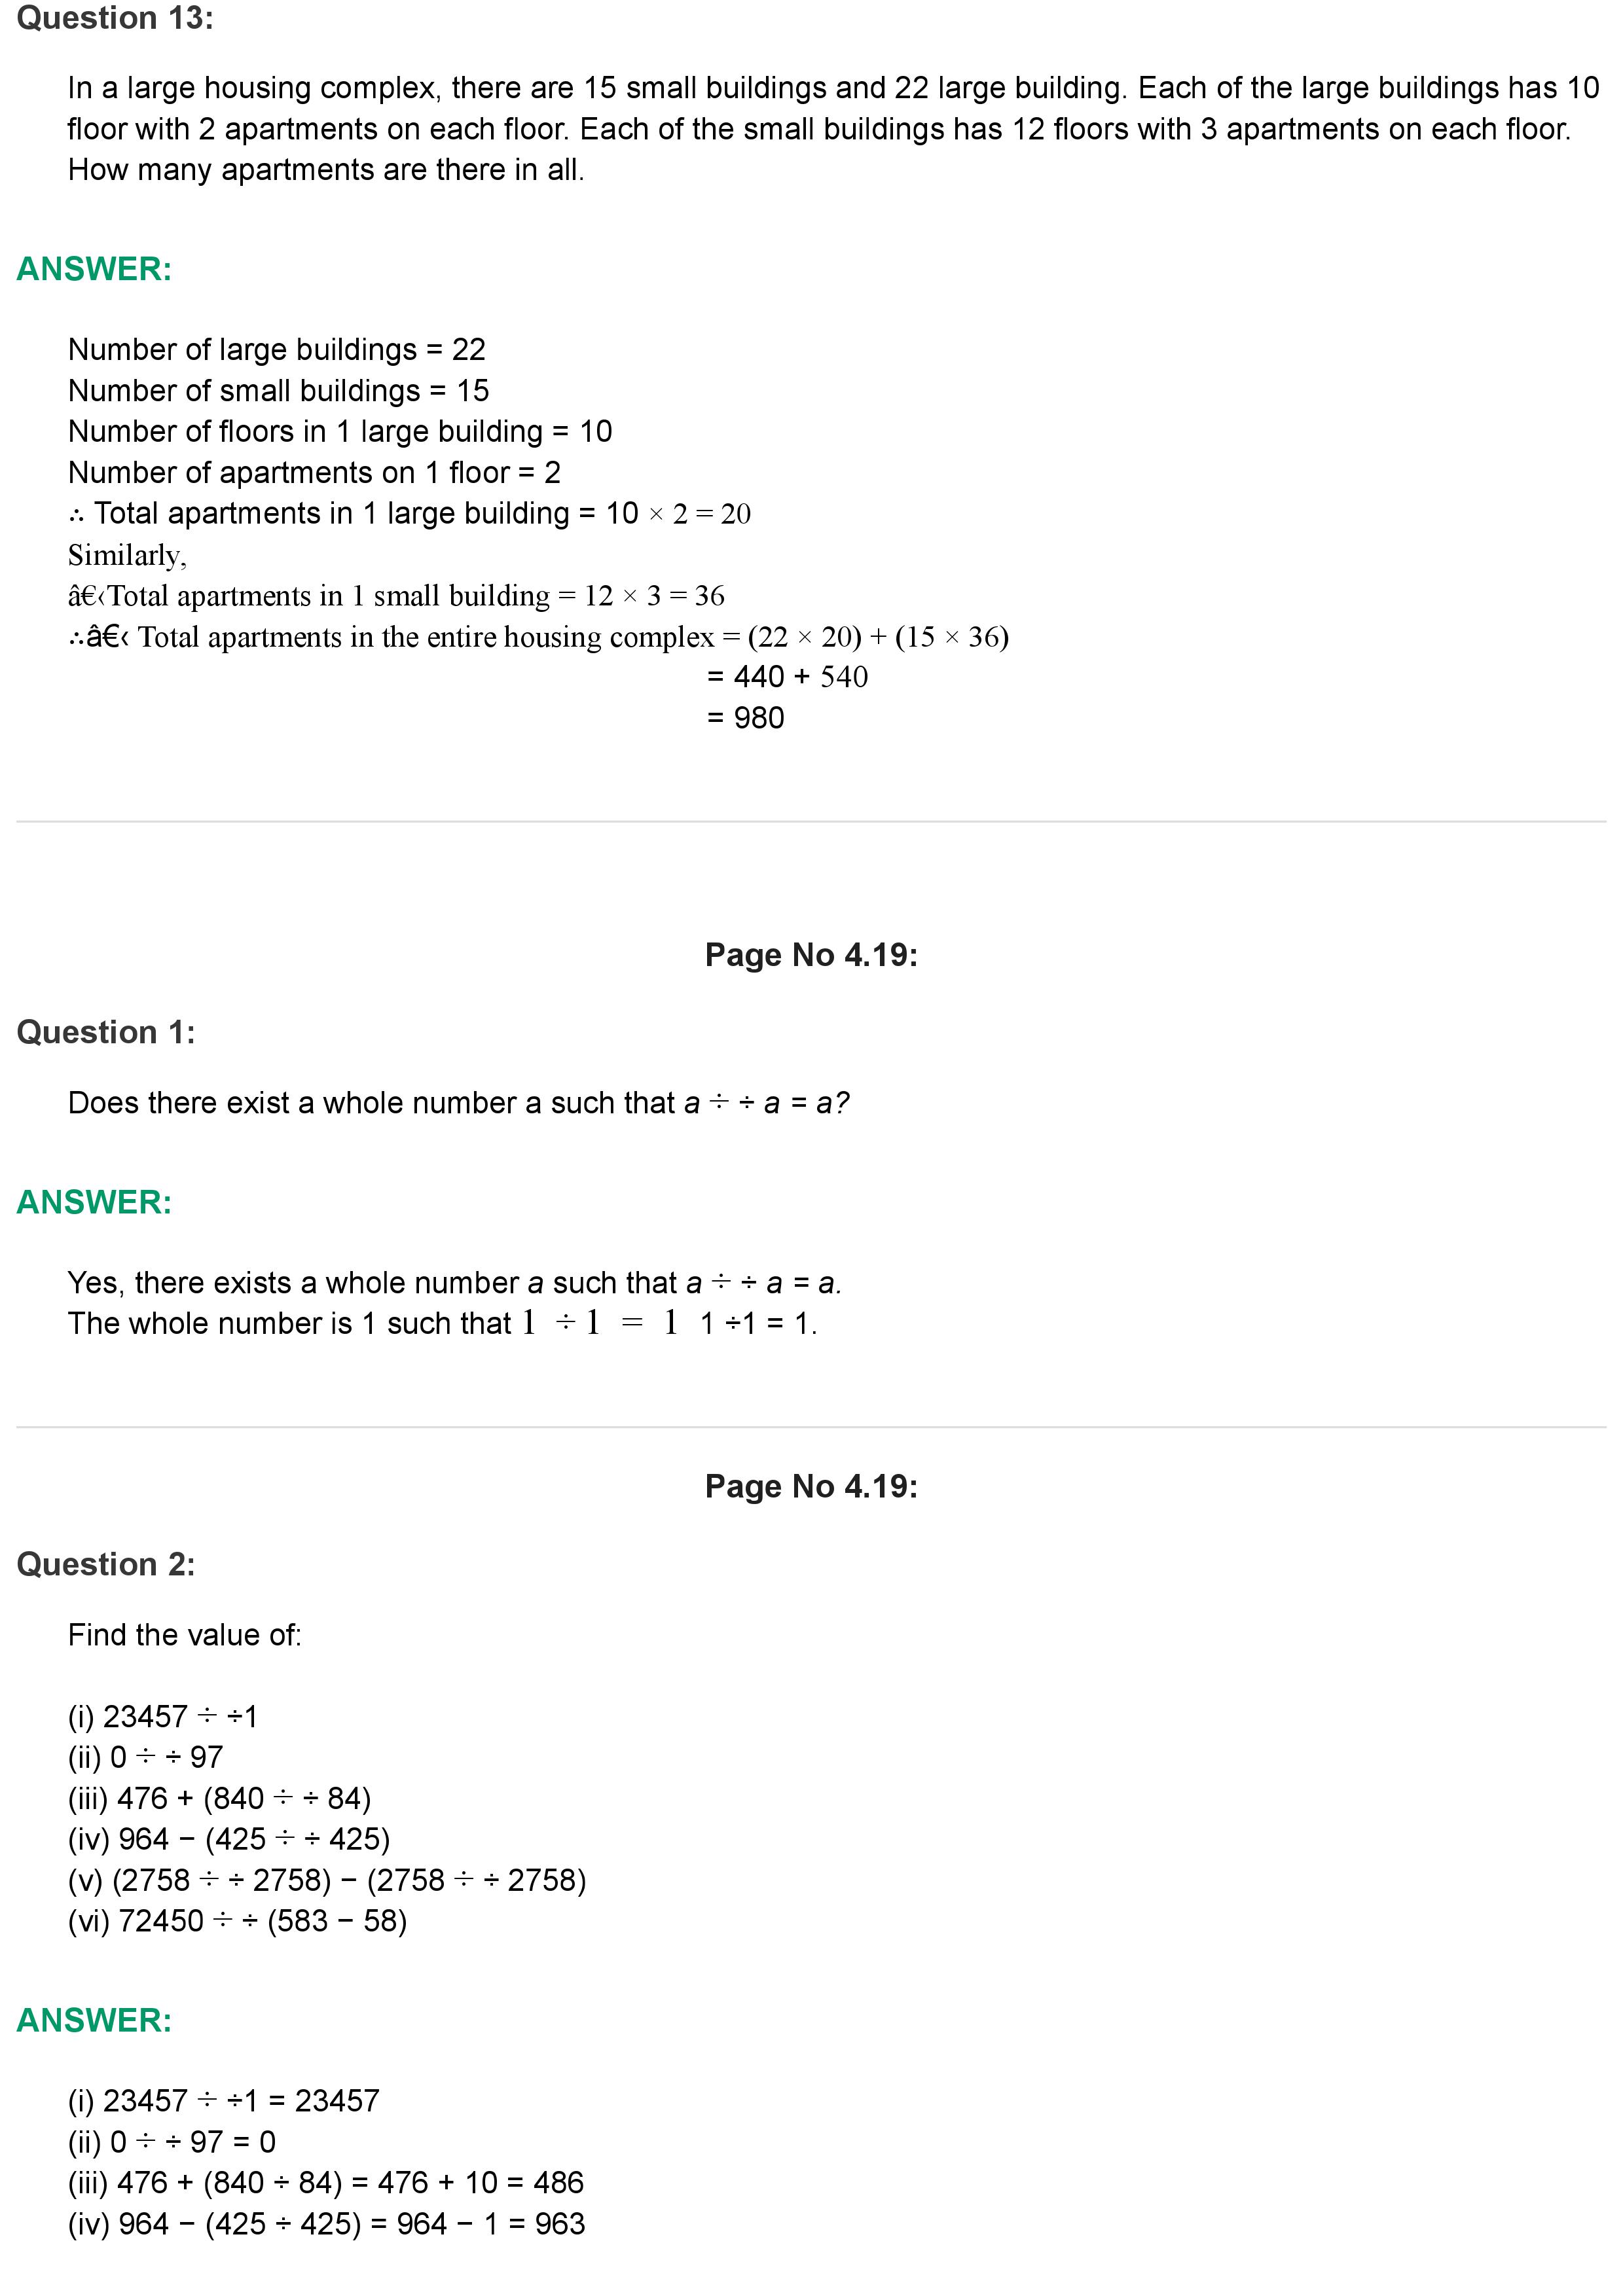 Question 13:
In a large housing complex, there are 15 small buildings and 22 large building. Each of the large buildings has 10
floor with 2 apartments on each floor. Each of the small buildings has 12 floors with 3 apartments on each floor.
How many apartments are there in all.
ANSWER:
Number of large buildings = 22
Number of small buildings = 15
Number of floors in 1 large building = 10
Number of apartments on 1 floor = 2
∴ Total apartments in 1 large building = 10 × 2 = 20
Similarly,
â€‹Total apartments in 1 small building = 12 × 3 = 36
∴â€‹ Total apartments in the entire housing complex = (22 × 20) + (15 × 36)
= 440 + 540
= 980
Page No 4.19:
Question 1:
Does there exist a whole number a such that a ÷ ÷ a = a?
ANSWER:
Yes, there exists a whole number a such that a ÷ ÷ a = a.
The whole number is 1 such that 1 ÷ 1 = 1 1 ÷1 = 1.
Page No 4.19:
Question 2:
Find the value of:
(i) 23457 ÷ ÷1
(ii) 0 ÷ ÷ 97
(iii) 476 + (840 ÷ ÷ 84)
(iv) 964 − (425 ÷ ÷ 425)
(v) (2758 ÷ ÷ 2758) − (2758 ÷ ÷ 2758)
(vi) 72450 ÷ ÷ (583 − 58)
ANSWER:
(i) 23457 ÷ ÷1 = 23457
(ii) 0 ÷ ÷ 97 = 0
(iii) 476 + (840 ÷ 84) = 476 + 10 = 486
(iv) 964 − (425 ÷ 425) = 964 − 1 = 963